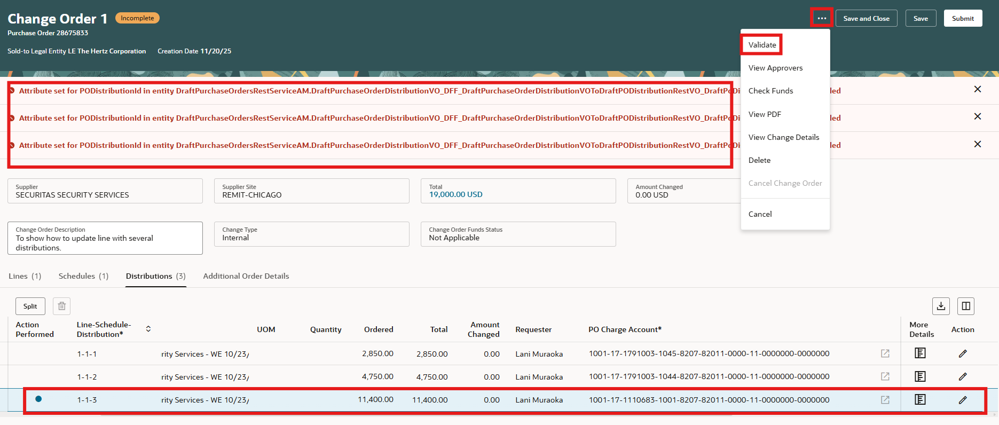 Change Order 1 Incomplete
... Save and Close Save Submit
Purchase Order 28675833
Sold-to Legal Entity LE The Hertz Corporation Creation Date 11/20/25
Validate
View Approvers
Check Funds
View PDF
View Change Details
Delete
Cancel Change Order
Cancel
Attribute set for PODistributionId in entity DraftPurchaseOrdersRestServiceAM.DraftPurchaseOrderDistributionVO_DFF_DraftPurchaseOrderDistributionVOToDraftPODistributionRestVO_DraftPoDi led
Attribute set for PODistributionId in entity DraftPurchaseOrdersRestServiceAM.DraftPurchaseOrderDistributionVO_DFF_DraftPurchaseOrderDistributionVOToDraftPODistributionRestVO_DraftPoDi led
Attribute set for PODistributionId in entity DraftPurchaseOrdersRestServiceAM.DraftPurchaseOrderDistributionVO_DFF_DraftPurchaseOrderDistributionVOToDraftPODistributionRestVO_DraftPoDi led
Supplier
SECURITAS SECURITY SERVICES
Supplier Site
REMIT-CHICAGO
Total
19,000.00 USD
Amount Changed
0.00 USD
Change Order Description
To show how to update line with several
distributions.
Change Type
Internal
Change Order Funds Status
Not Applicable
Lines (1) Schedules (1) Distributions (3) Additional Order Details
Split
Action Performed Line-Schedule-Distribution* UOM Quantity Ordered Total Amount Changed Requester PO Charge Account* More Details Action
1-1-1 rity Services - WE 10/23/ 2,850.00 2,850.00 0.00 Lani Muraoka 1001-17-1791003-1045-8207-82011-0000-11-0000000-0000000
1-1-2 rity Services - WE 10/23/ 4,750.00 4,750.00 0.00 Lani Muraoka 1001-17-1791003-1044-8207-82011-0000-11-0000000-0000000
1-1-3 rity Services - WE 10/23/ 11,400.00 11,400.00 0.00 Lani Muraoka 1001-17-1110683-1001-8207-82011-0000-11-0000000-0000000